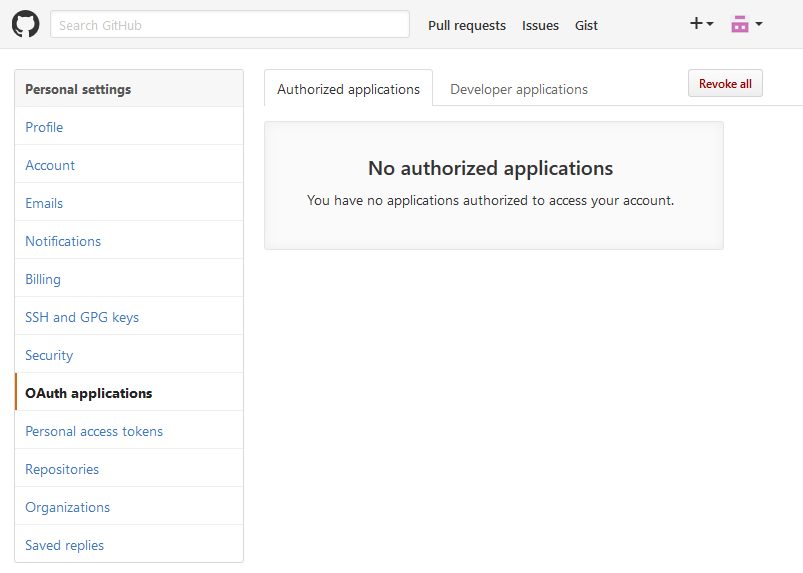 Search GitHub
Pull requests
Issues
Gist
Personal settings
Profile
Account
Emails
Notifications
Billing
SSH and GPG keys
Security
OAuth applications
Personal access tokens
Repositories
Organizations
Saved replies
Authorized applications
Developer applications
Revoke all
No authorized applications
You have no applications authorized to access your account.